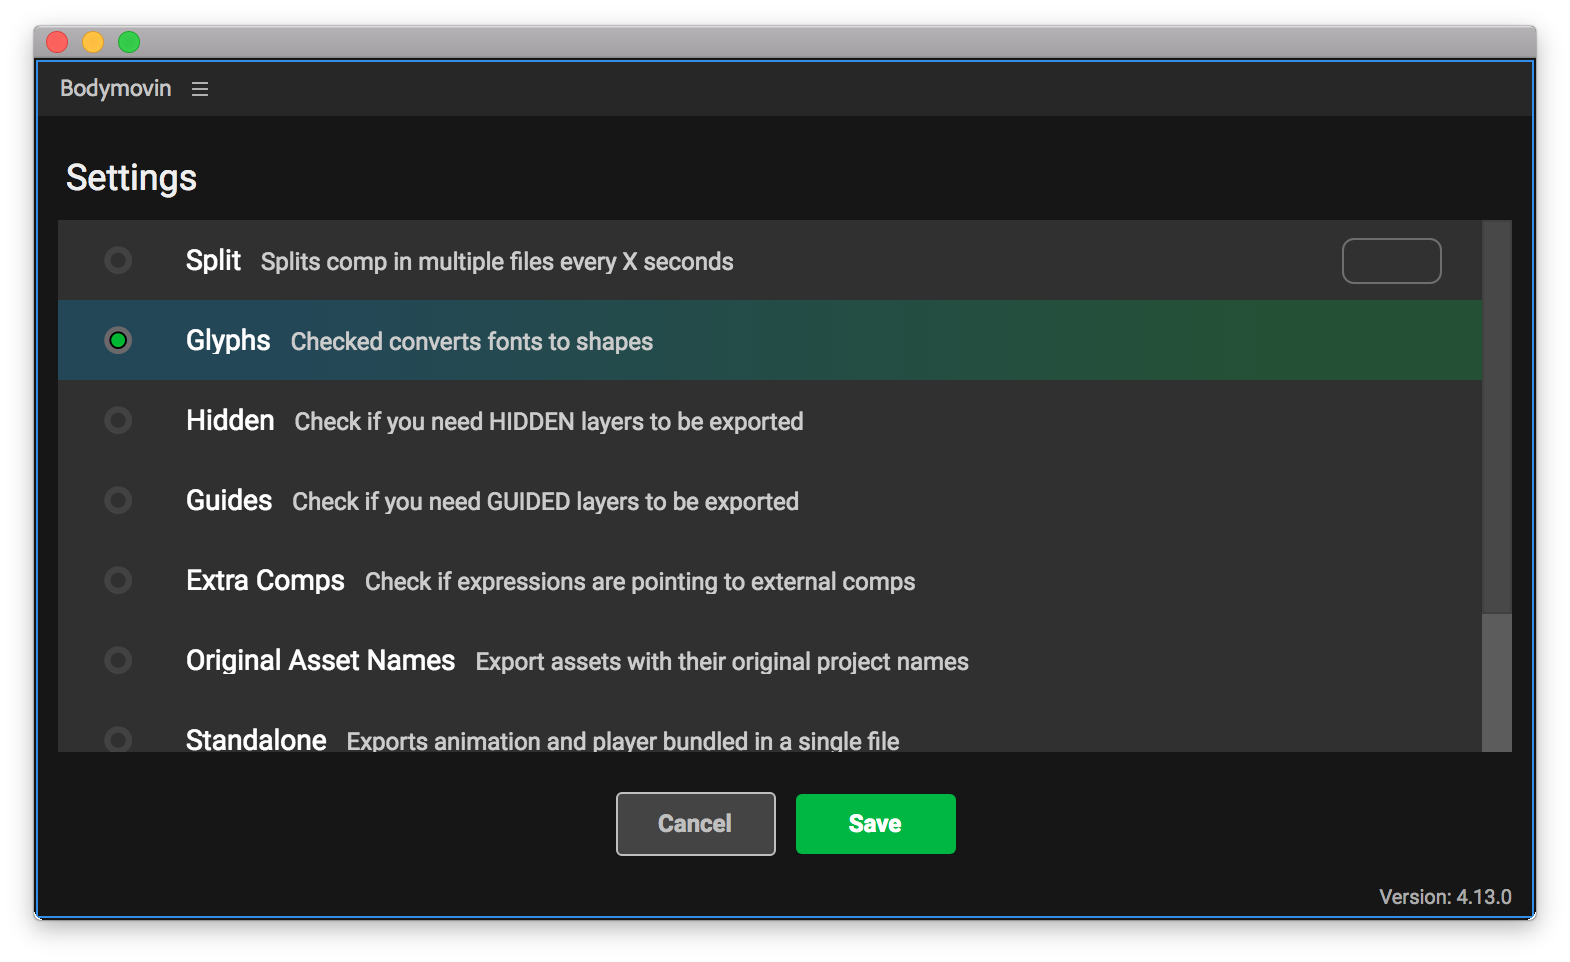 Bodymovin
Settings
Split Splits comp in multiple files every X seconds
Glyphs Checked converts fonts to shapes
Hidden Check if you need HIDDEN layers to be exported
Guides Check if you need GUIDED layers to be exported
Extra Comps Check if expressions are pointing to external comps
Original Asset Names Export assets with their original project names
Standalone Exports animation and player bundled in a single file
Cancel Save
Version: 4.13.0